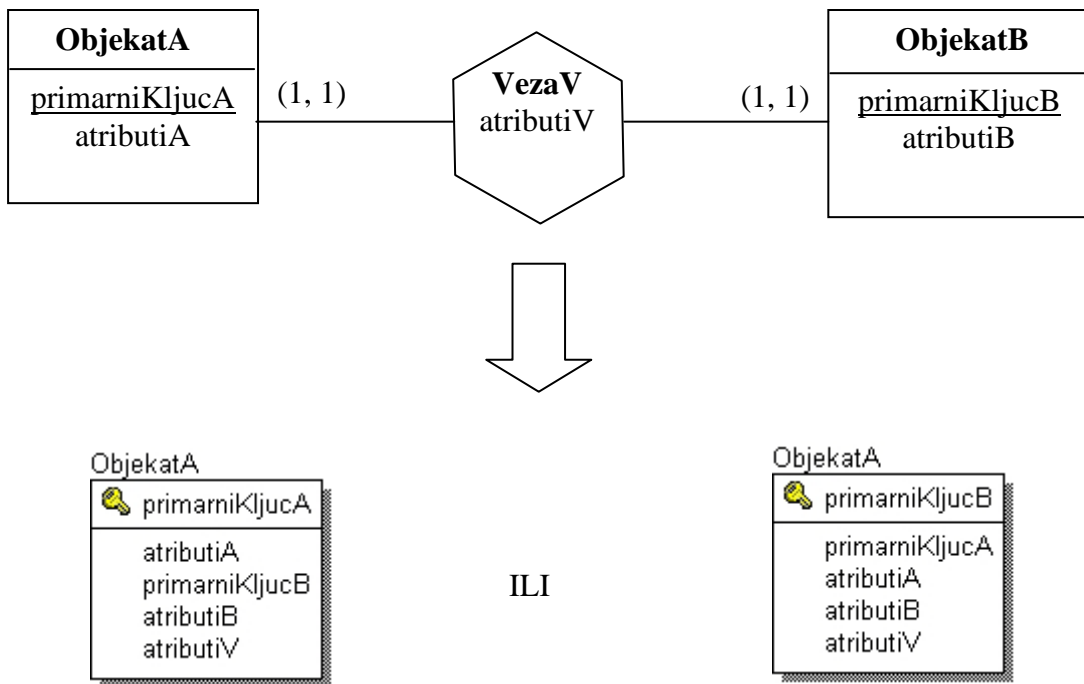 ObjekatA
primarniKljucA
atributiA
(1, 1)
VezaV
atributiV
(1, 1)
ObjekatB
primarniKljucB
atributiB
ObjekatA
primarniKljucA
atributiA
primarniKljucB
atributiB
atributiV
ILI
ObjekatA
primarniKljucB
primarniKljucA
atributiA
atributiB
atributiV